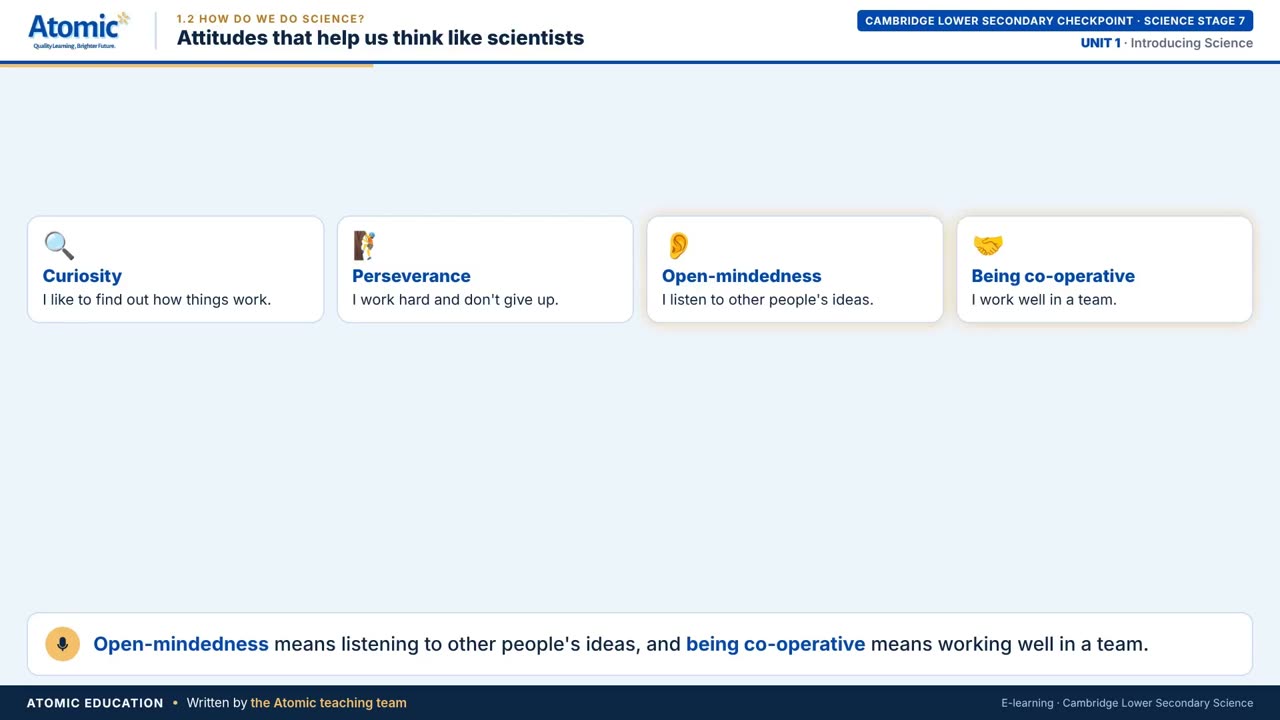 Atomic
Quality Learning, Brighter Future.
1.2 HOW DO WE DO SCIENCE?
Attitudes that help us think like scientists
CAMBRIDGE LOWER SECONDARY CHECKPOINT · SCIENCE STAGE 7
UNIT 1 · Introducing Science
Curiosity
I like to find out how things work.
Perseverance
I work hard and don't give up.
Open-mindedness
I listen to other people's ideas.
Being co-operative
I work well in a team.
Open-mindedness means listening to other people's ideas, and being co-operative means working well in a team.
ATOMIC EDUCATION • Written by the Atomic teaching team
E-learning · Cambridge Lower Secondary Science